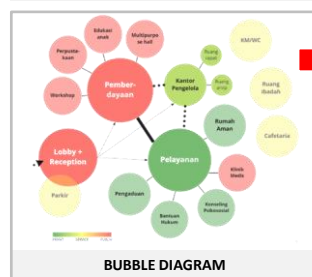 Edukasi
anak
Multipurpo
se hall
KM/WC
Perpusta-
kaan
Ruang
rapat
Pember-
dayaan
Kantor
Pengelola
Ruang
Ibadah
Ruang
arsip
Workshop
Rumah
Aman
Cafetaria
Lobby +
Reception
Pelayanan
Klinik
Medis
Parkir
Pengaduan
Konseling
Psikososial
Bantuan
Hukum
BUBBLE DIAGRAM